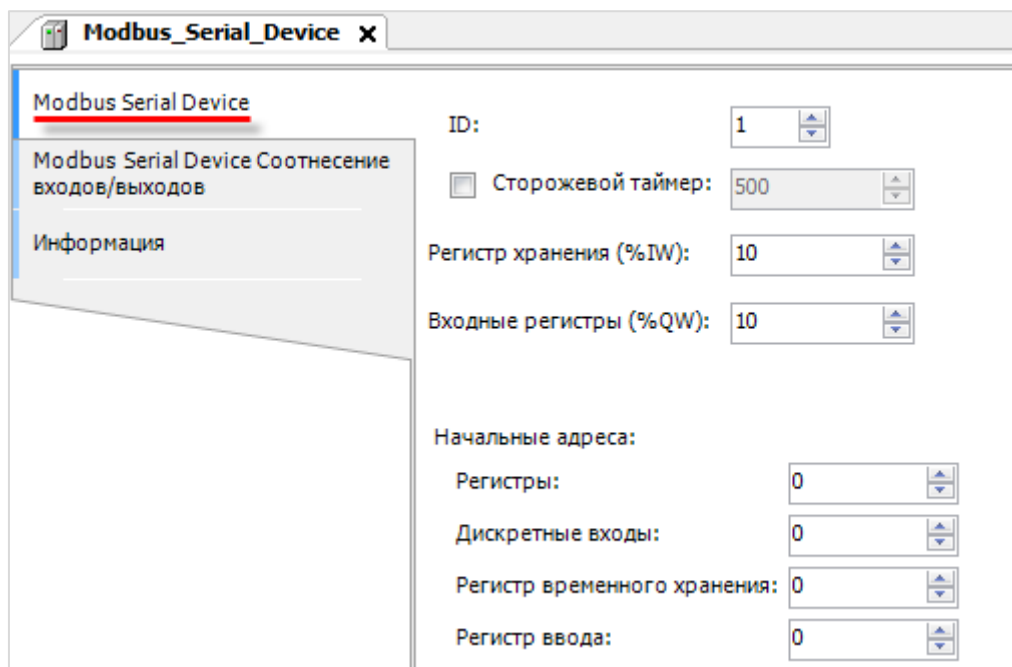 Modbus_Serial_Device x
Modbus Serial Device
Modbus Serial Device Соотнесение
входов/выходов
Информация
ID: 1
Сторожевой таймер: 500
Регистр хранения (%IW): 10
Входные регистры (%QW): 10
Начальные адреса:
Регистры: 0
Дискретные входы: 0
Регистр временного хранения: 0
Регистр ввода: 0